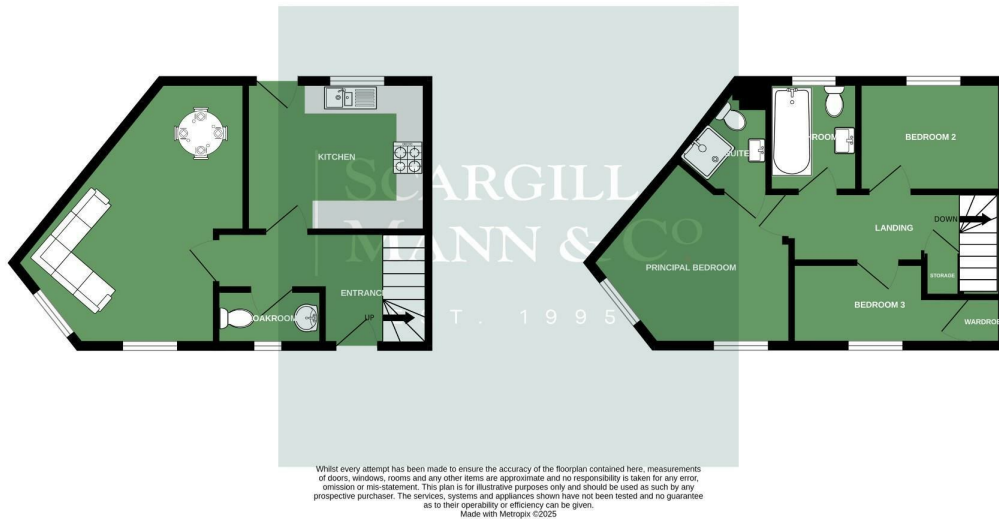 KITCHEN
ENTRANCE
UP
SUITE
ROOM
BEDROOM 2
LANDING
DOWN
STORAGE
PRINCIPAL BEDROOM
BEDROOM 3
WARDROBE
SCARGILL
MANN & CO
T. 1995
Whilst every attempt has been made to ensure the accuracy of the floorplan contained here, measurements
of doors, windows, rooms and any other items are approximate and no responsibility is taken for any error,
omission or mis-statement. This plan is for illustrative purposes only and should be used as such by any
prospective purchaser. The services, systems and appliances shown have not been tested and no guarantee
as to their operability or efficiency can be given.
Made with Metropix ©2025